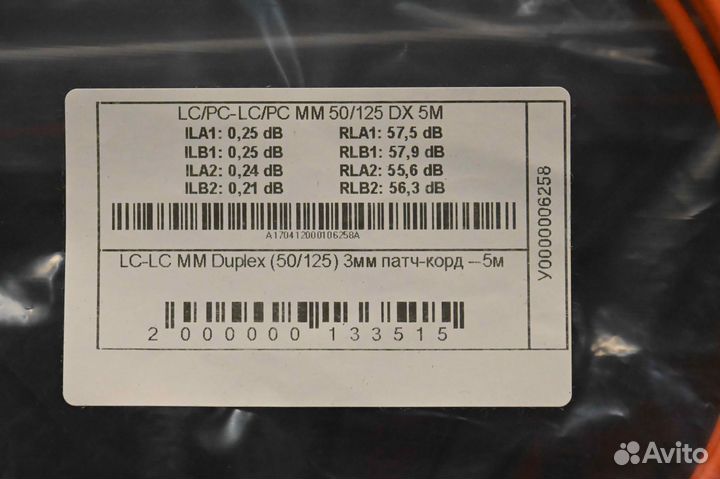 LC/PC-LC/PC MM 50/125 DX 5M
ILA1: 0,25 dB RLA1: 57,5 dB
ILB1: 0,25 dB RLB1: 57,9 dB
ILA2: 0,24 dB RLA2: 55,6 dB
ILB2: 0,21 dB RLB2: 56,3 dB
A170412000106258A
LC-LC MM Duplex (50/125) 3мм патч-корд -- 5м
2 000000 133515
У0000006258
Avito